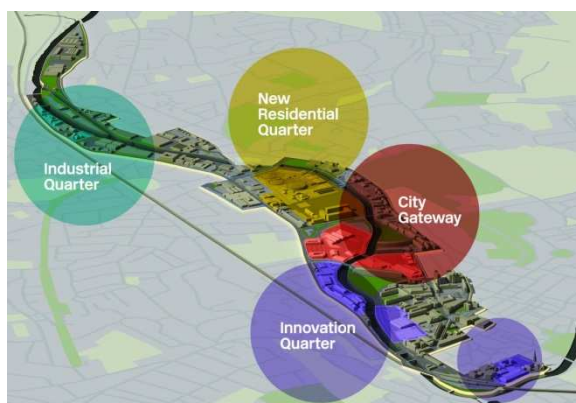 New
Residential
Quarter
Industrial
Quarter
City
Gateway
Innovation
Quarter